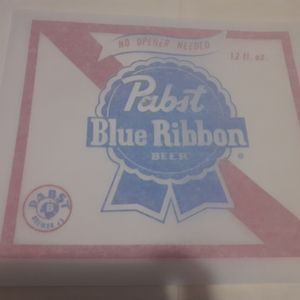 NO OPENER NEEDED
12 fl. oz.
Pabst
Blue Ribbon
BEER
®
PABST
B